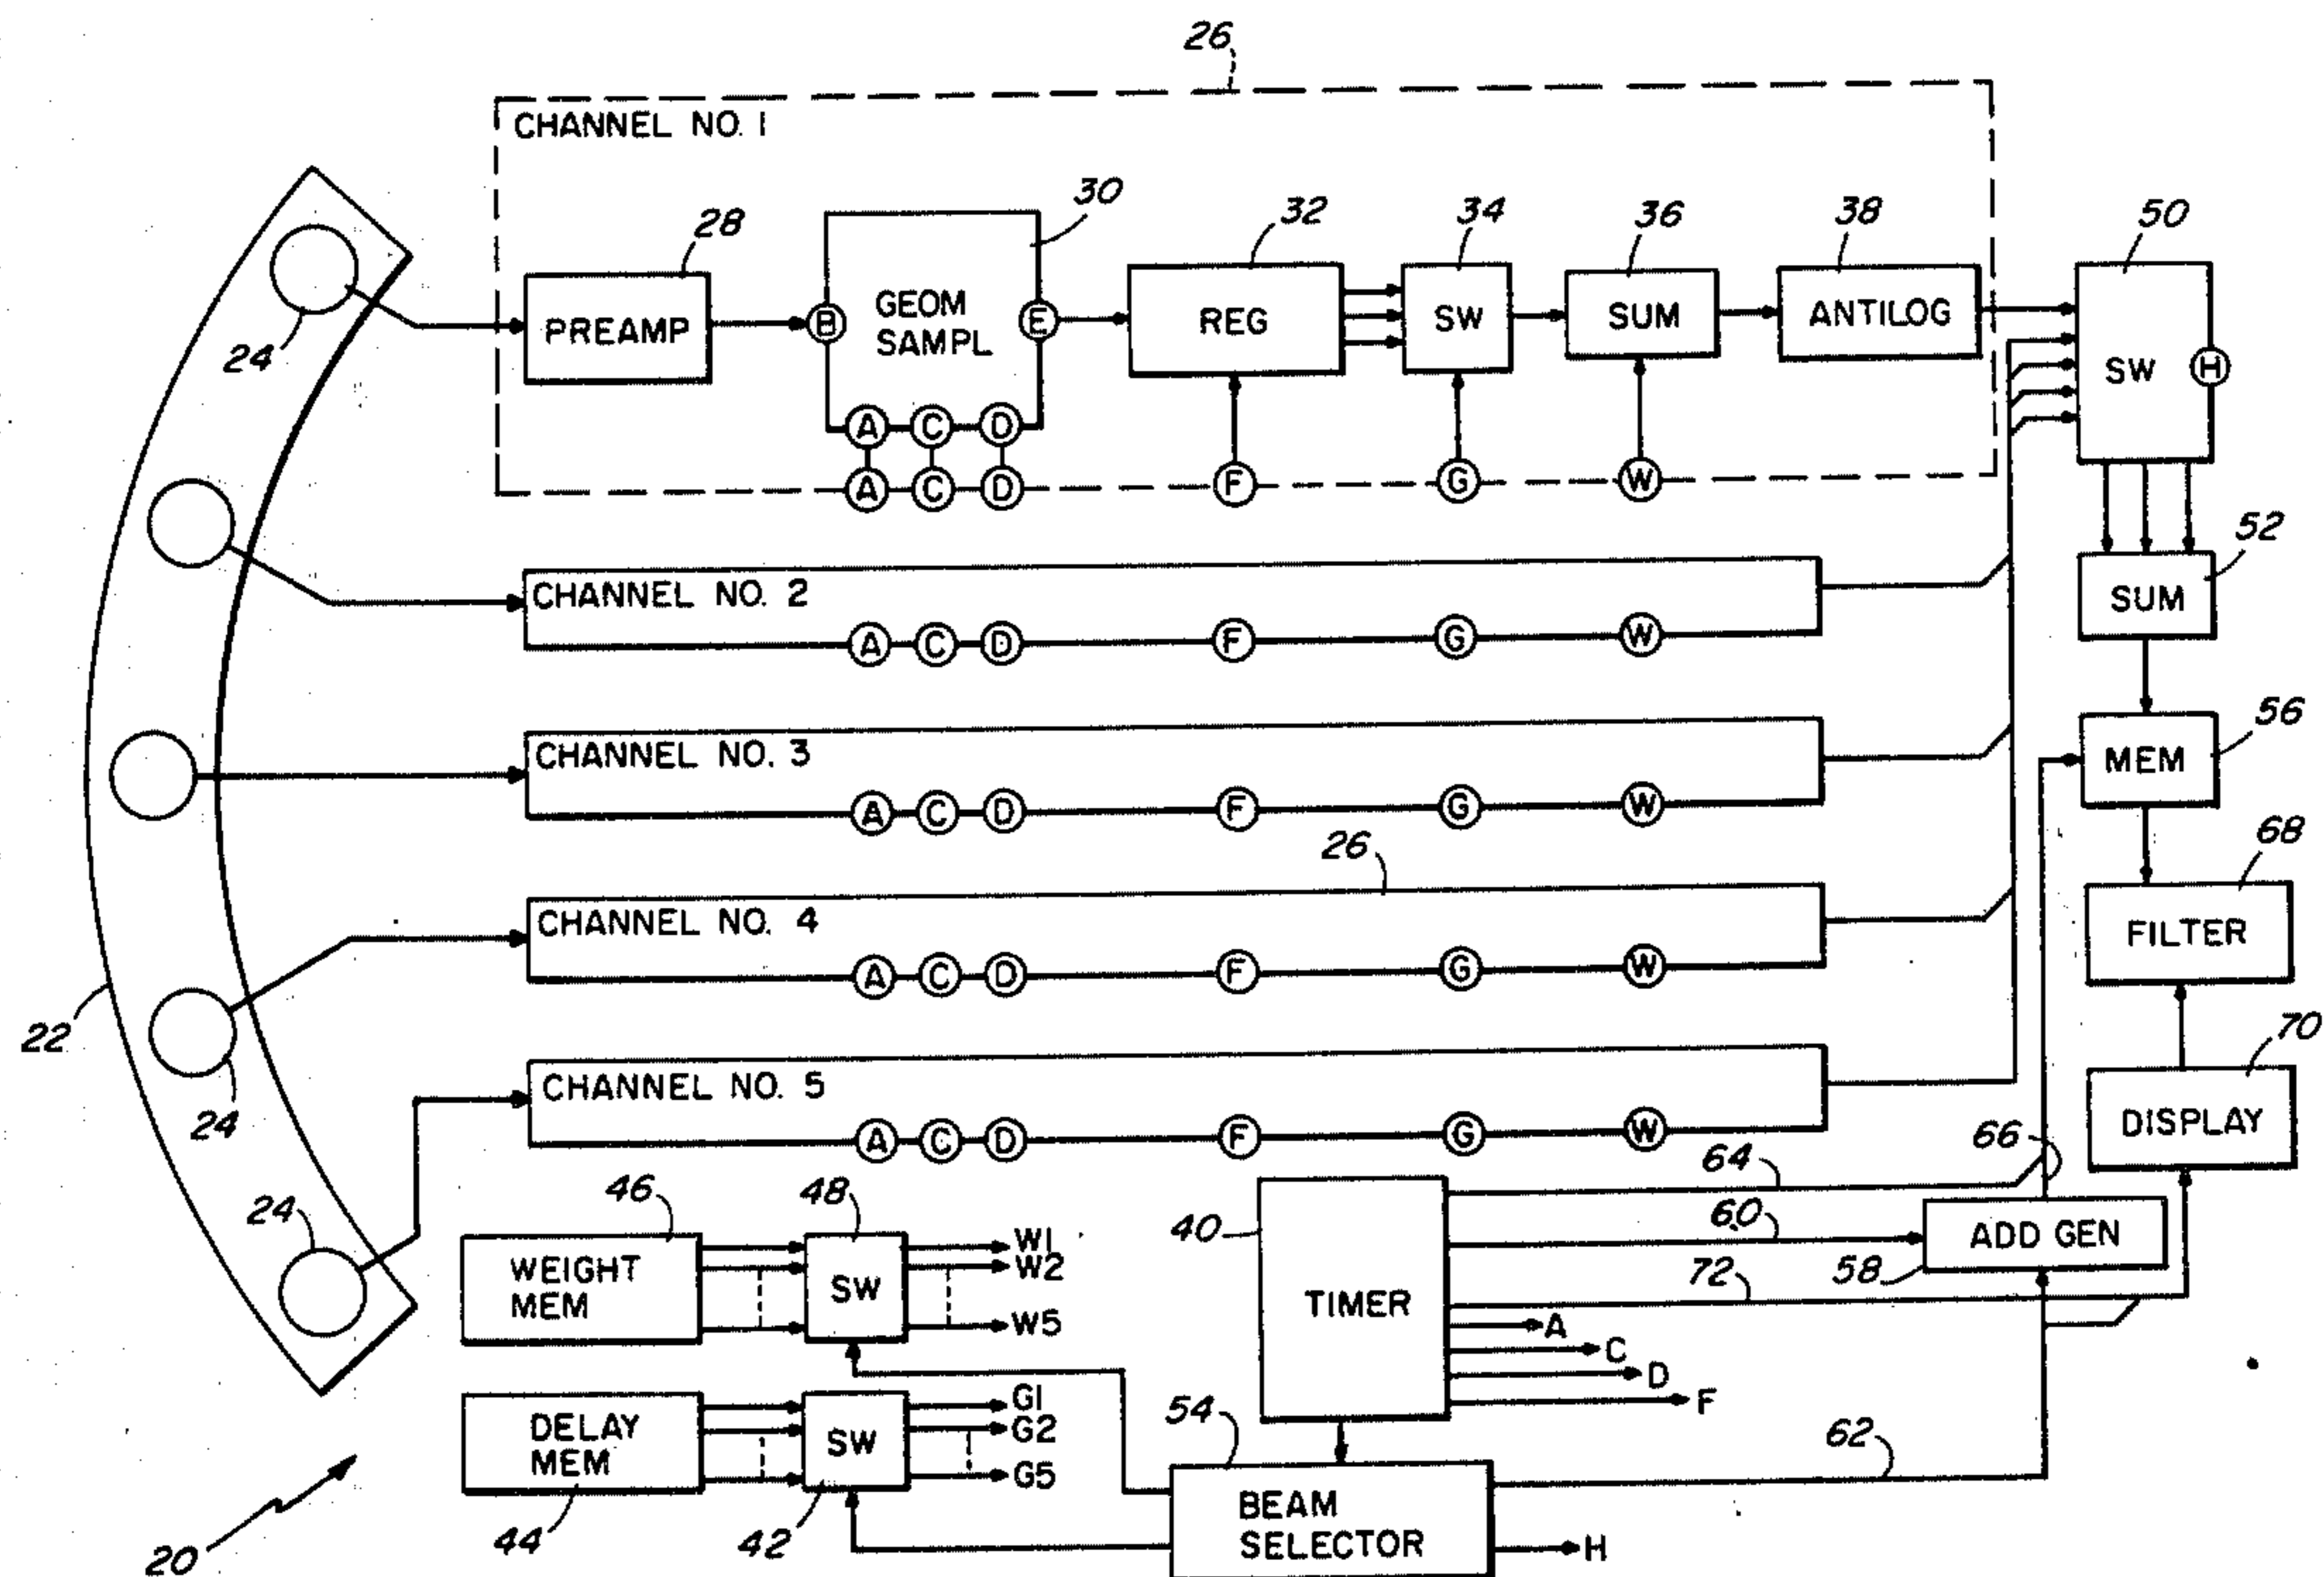 26
CHANNEL NO. 1
28
30
32
34
36
38
50
PREAMP
B
GEOM
SAMPL
E
REG
SW
SUM
ANTILOG
SW
H
24
A C D
A C D F G W
52
SUM
CHANNEL NO. 2
A C D F G W
56
MEM
CHANNEL NO. 3
A C D F G W
26
68
FILTER
CHANNEL NO. 4
A C D F G W
22
24
70
DISPLAY
CHANNEL NO. 5
A C D F G W
66
64
24
46
48
40
60
ADD GEN
58
WEIGHT
MEM
SW
W1
W2
W5
TIMER
72
A
C
D
F
DELAY
MEM
SW
G1
G2
G5
54
62
BEAM
SELECTOR
H
20
44
42